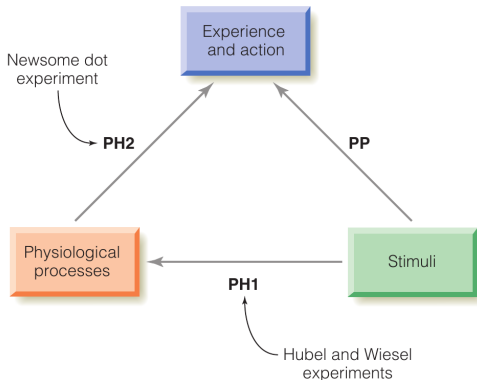 Experience
and action
Newsome dot
experiment
PH2
PP
Physiological
processes
Stimuli
PH1
Hubel and Wiesel
experiments